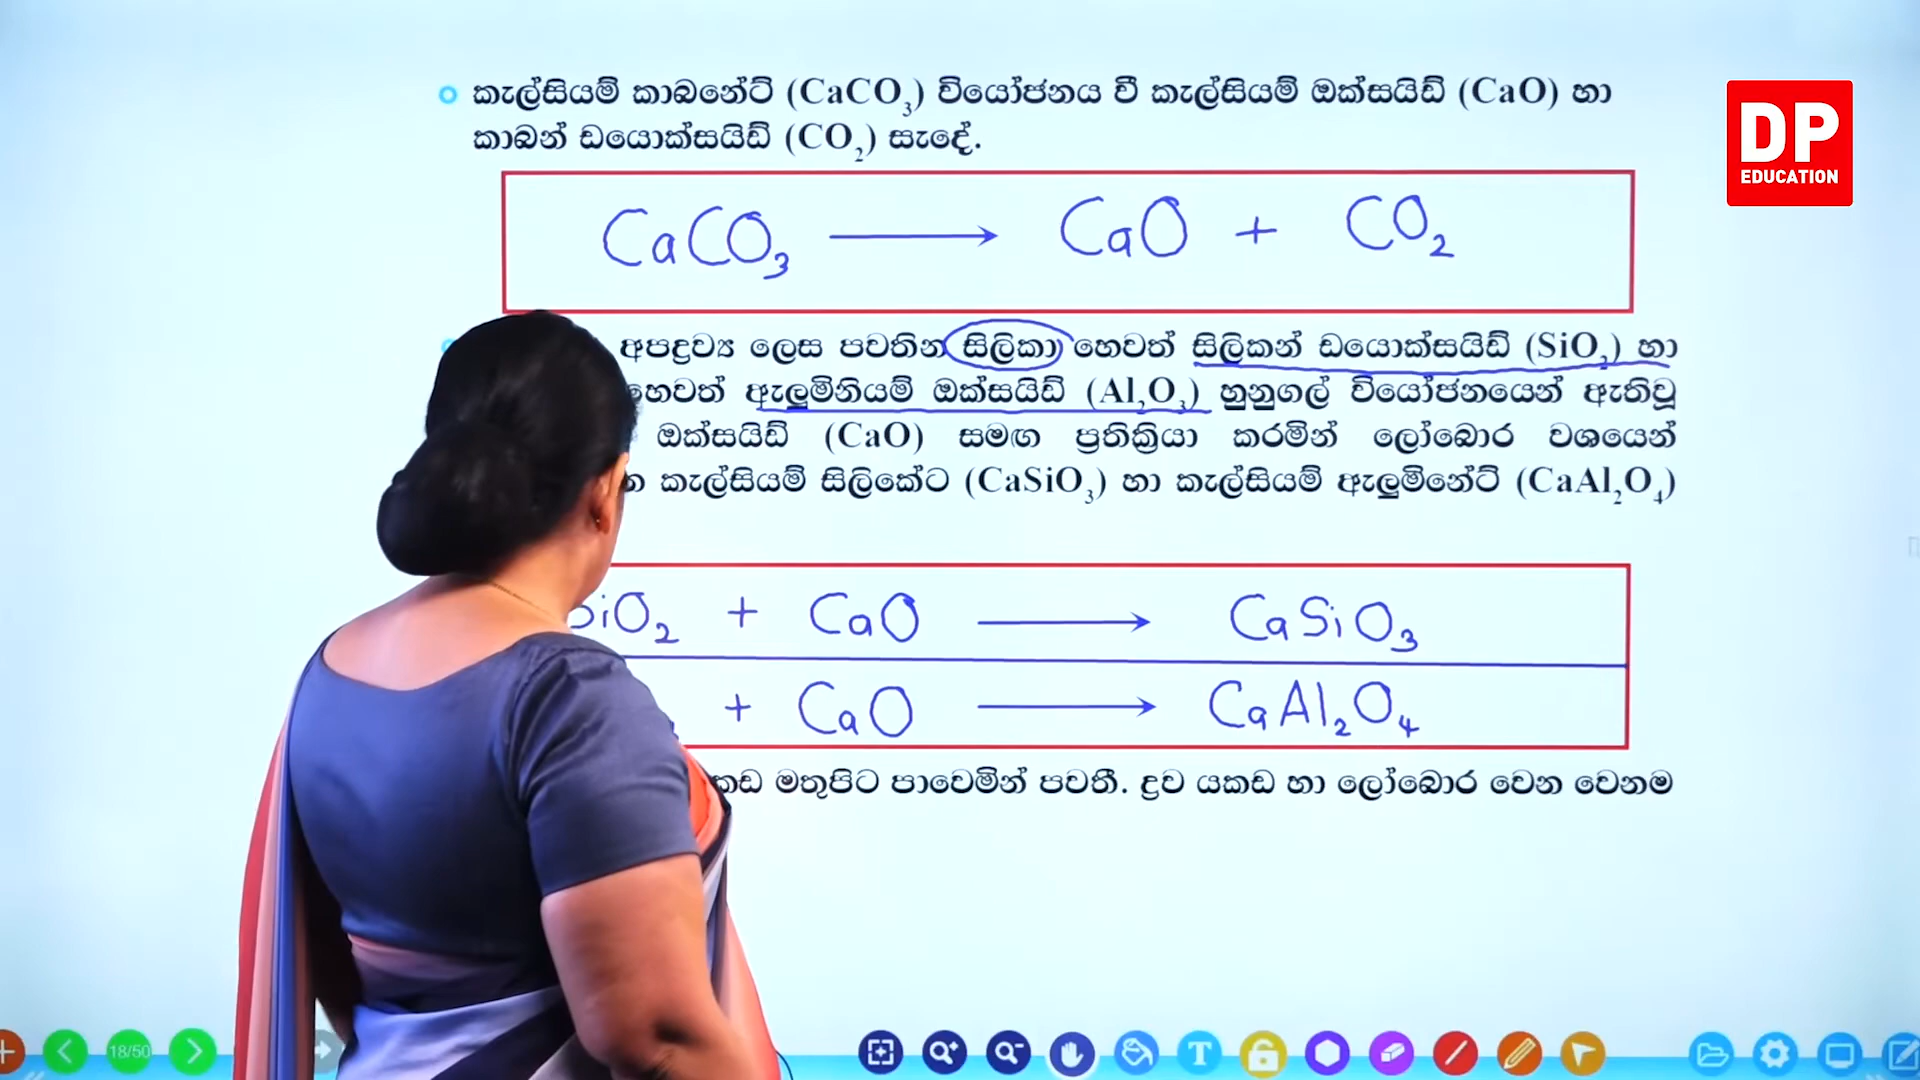 කැල්සියම් කාබනේට් (CaCO₃) වියෝජනය වී කැල්සියම් ඔක්සයිඩ් (CaO) හා
කාබන් ඩයොක්සයිඩ් (CO₂) සැදේ.
DP
EDUCATION
CaCO₃ ⟶ CaO + CO₂
අපද්‍රව්‍ය ලෙස පවතින සිලිකා හෙවත් සිලිකන් ඩයොක්සයිඩ් (SiO₂) හා
හෙවත් ඇලුමිනියම් ඔක්සයිඩ් (Al₂O₃) හුනුගල් වියෝජනයෙන් ඇතිවූ
ඔක්සයිඩ් (CaO) සමඟ ප්‍රතික්‍රියා කරමින් ලෝබොර වශයෙන්
කැල්සියම් සිලිකේට (CaSiO₃) හා කැල්සියම් ඇලුමිනේට් (CaAl₂O₄)
SiO₂ + CaO ⟶ CaSiO₃
+ CaO ⟶ CaAl₂O₄
මතුපිට පාවෙමින් පවතී. ද්‍රව යකඩ හා ලෝබොර වෙන වෙනම
18/50